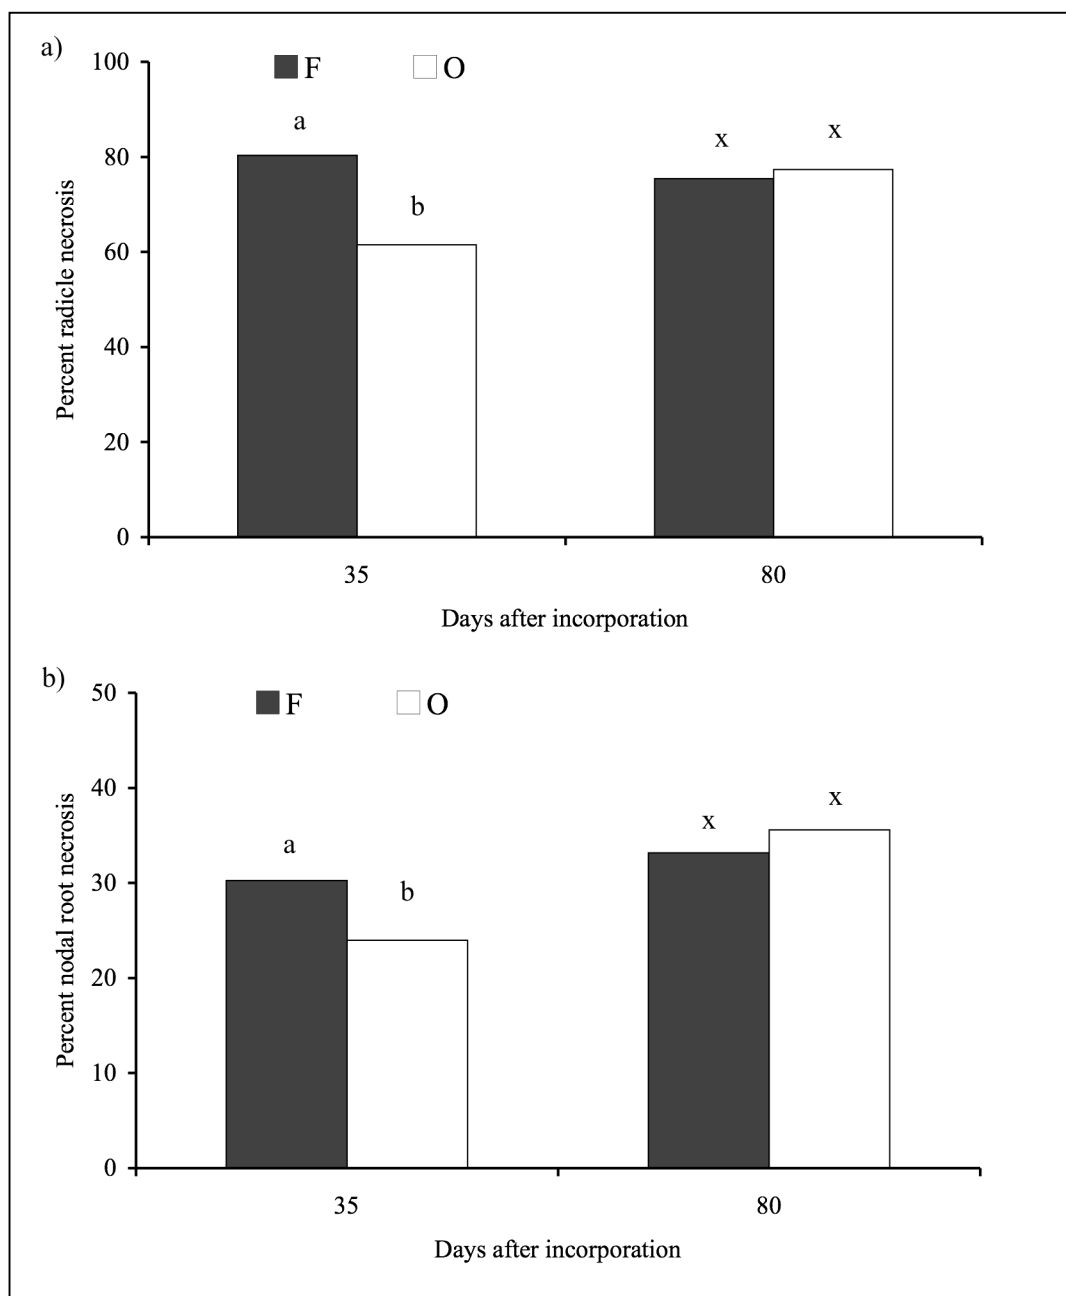 a)
F O
100
80
60
40
20
0
Percent radicle necrosis
a
b
x
x
35 80
Days after incorporation
b)
F O
50
40
30
20
10
0
Percent nodal root necrosis
a
b
x
x
35 80
Days after incorporation